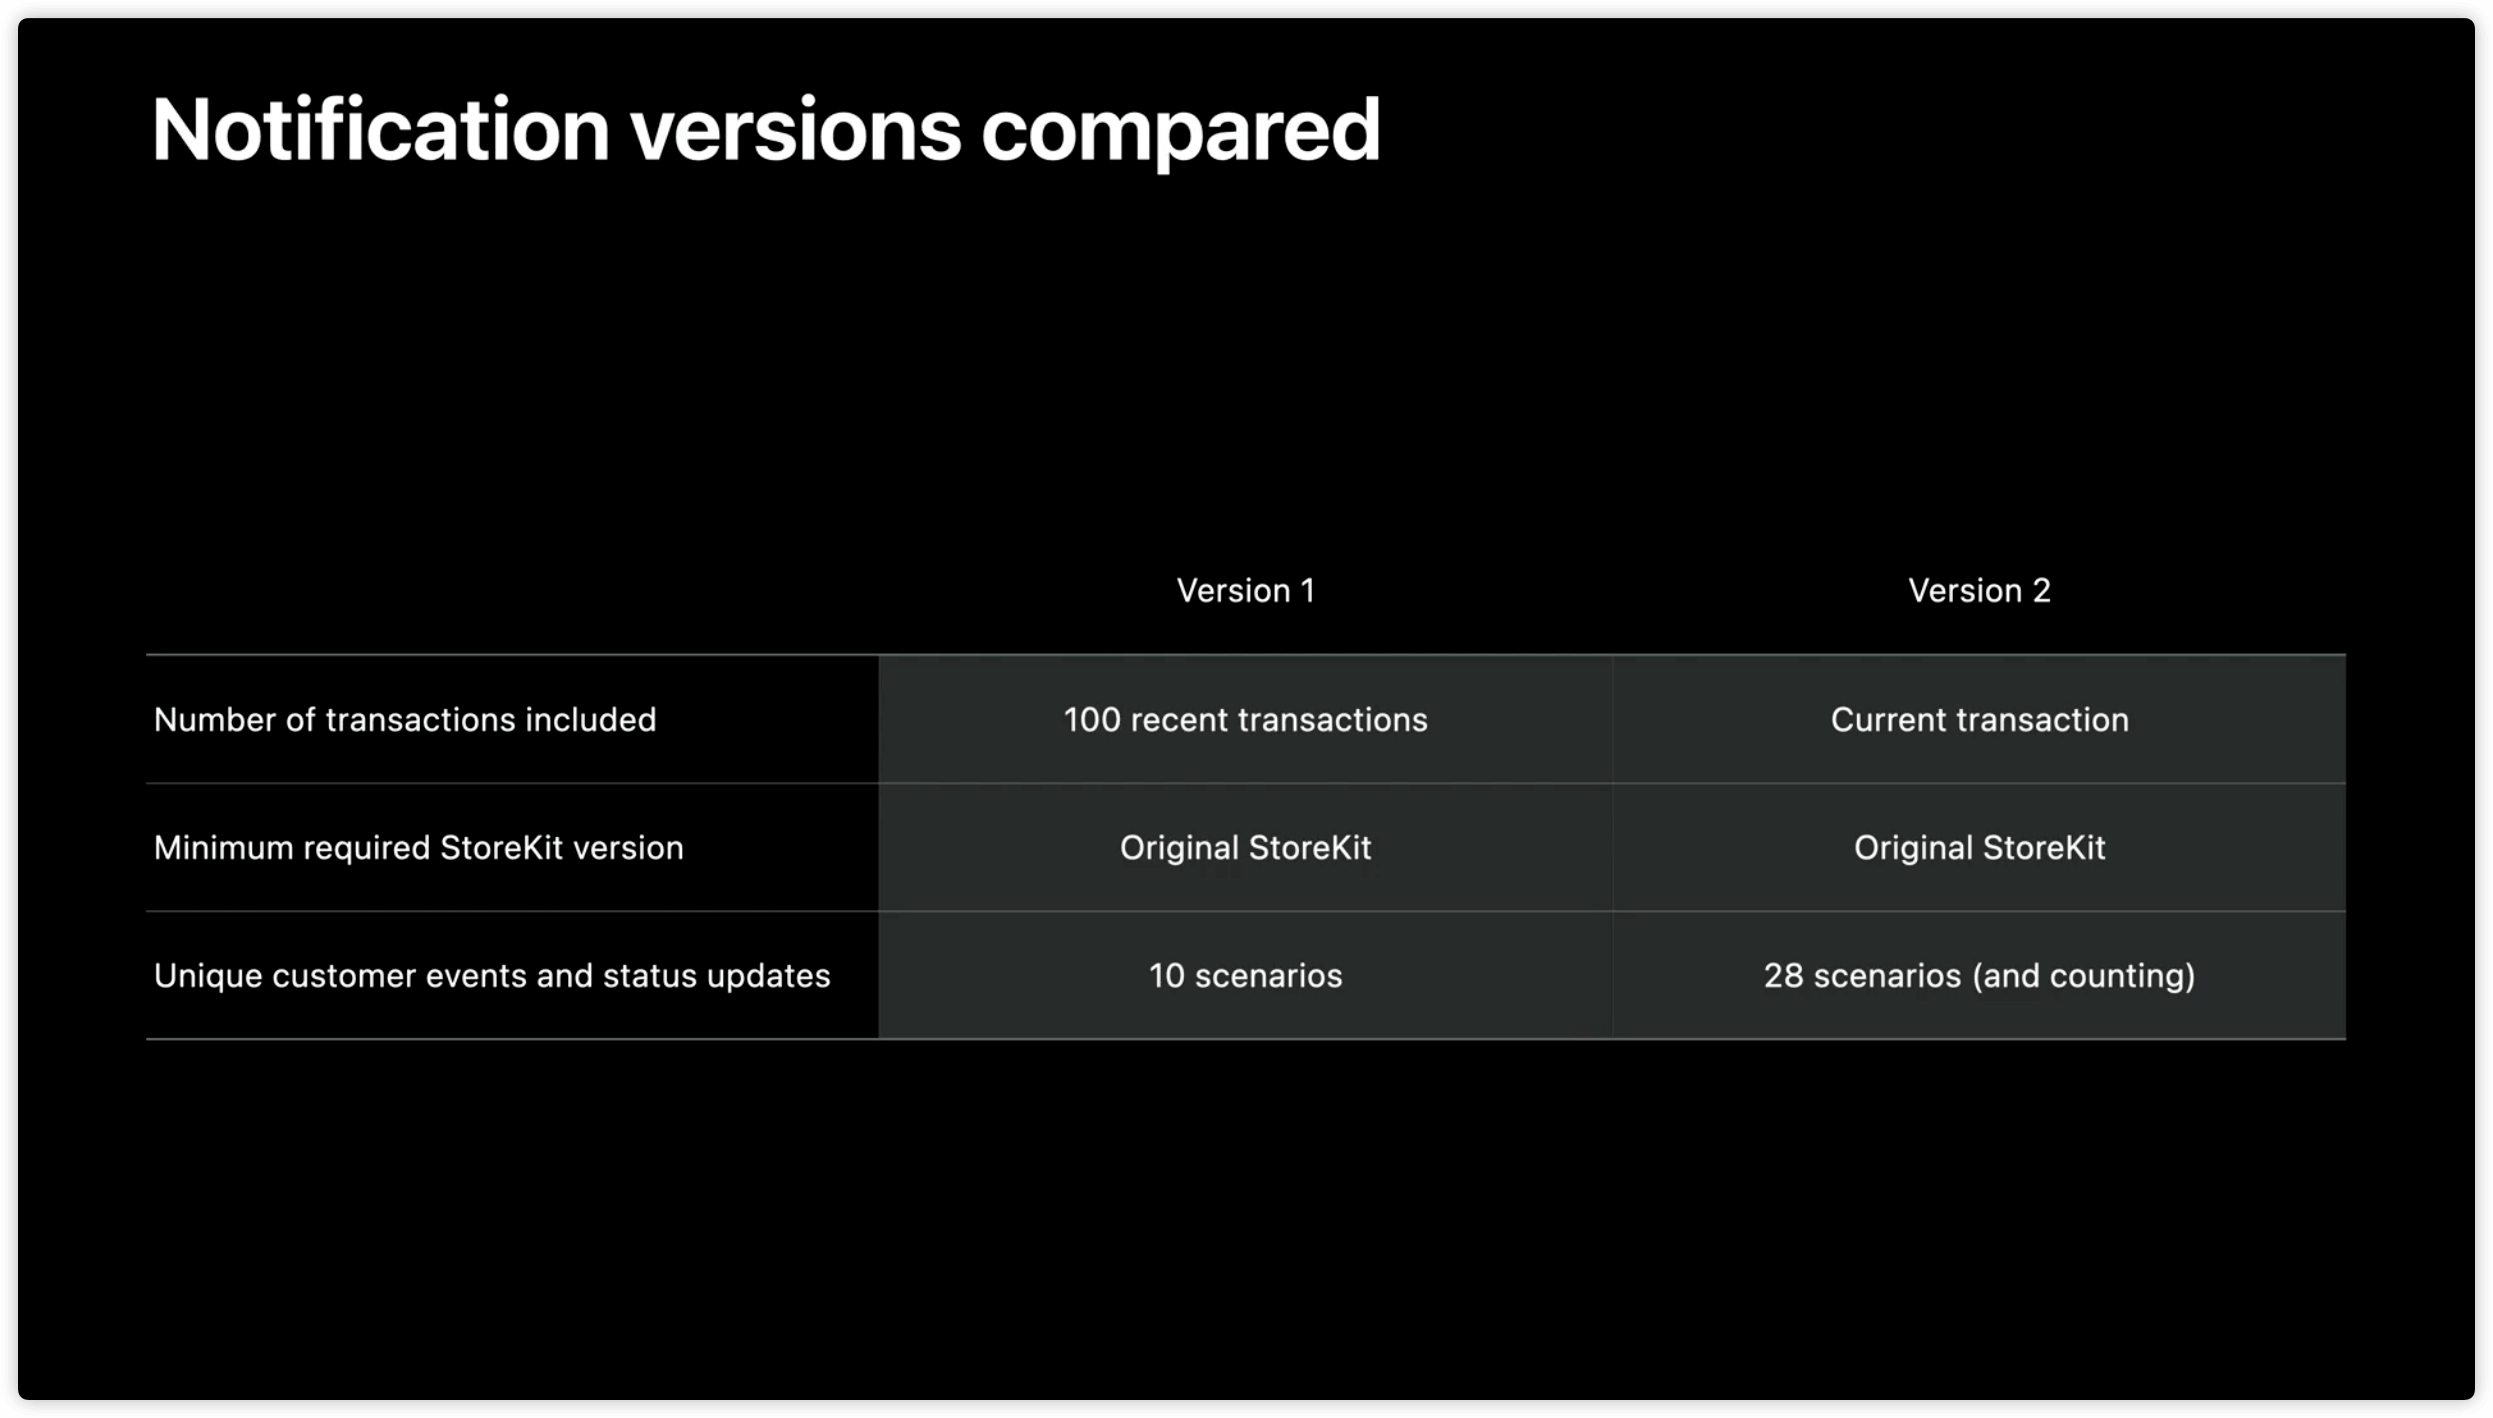 Notification versions compared
Version 1 Version 2
Number of transactions included 100 recent transactions Current transaction
Minimum required StoreKit version Original StoreKit Original StoreKit
Unique customer events and status updates 10 scenarios 28 scenarios (and counting)